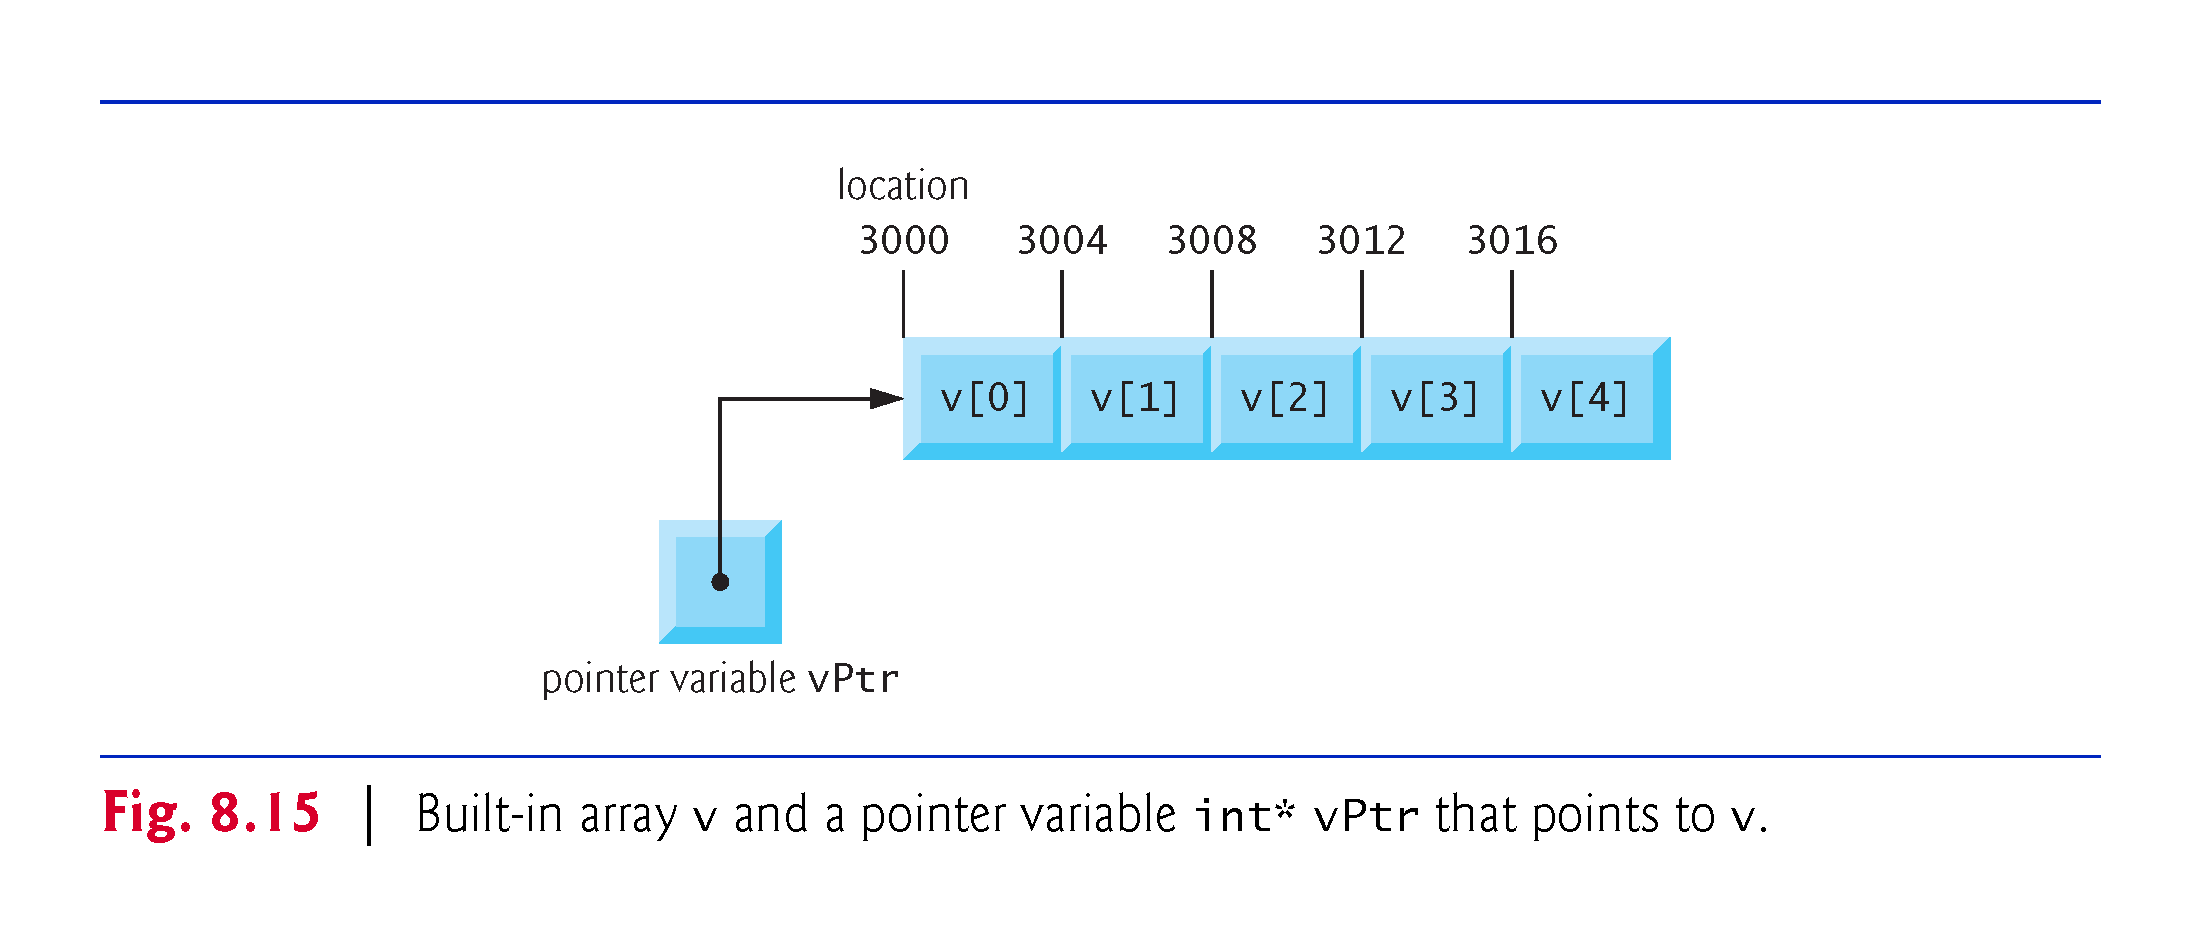 location
3000 3004 3008 3012 3016
v[0] v[1] v[2] v[3] v[4]
pointer variable vPtr
Fig. 8.15 | Built-in array v and a pointer variable int* vPtr that points to v.